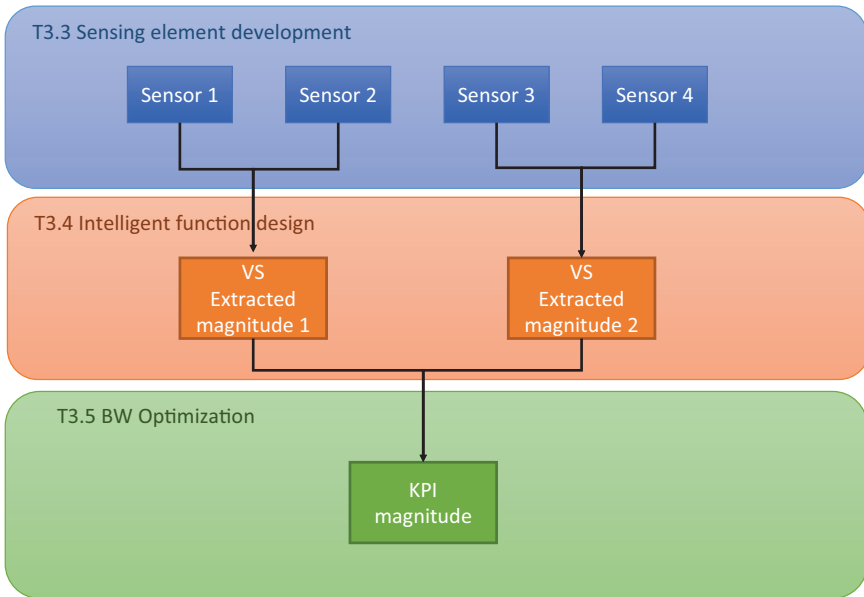 T3.3 Sensing element development
Sensor 1
Sensor 2
Sensor 3
Sensor 4
T3.4 Intelligent function design
VS
Extracted
magnitude 1
VS
Extracted
magnitude 2
T3.5 BW Optimization
KPI
magnitude